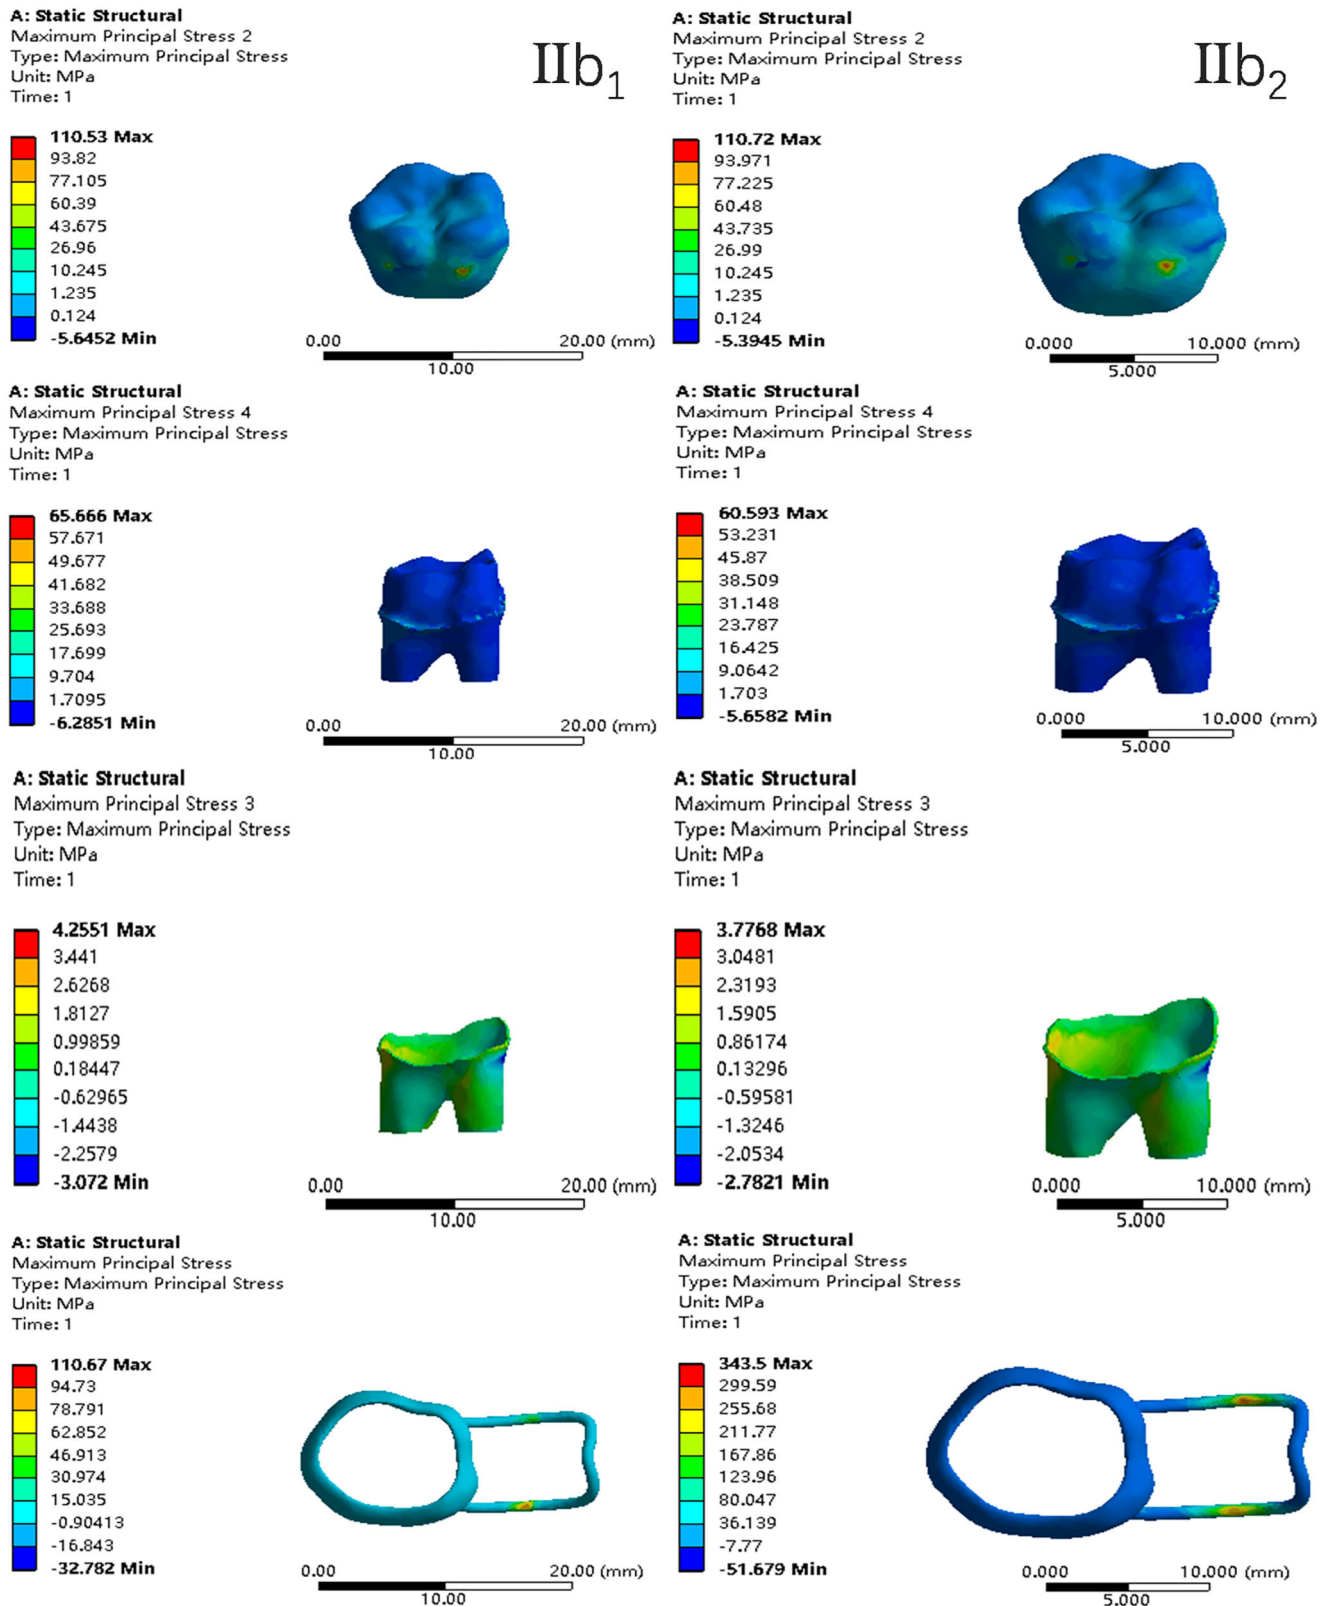 A: Static Structural
Maximum Principal Stress 2
Type: Maximum Principal Stress
Unit: MPa
Time: 1
IIb1
110.53 Max
93.82
77.105
60.39
43.675
26.96
10.245
1.235
0.124
-5.6452 Min
0.00
20.00 (mm)
10.00
A: Static Structural
Maximum Principal Stress 2
Type: Maximum Principal Stress
Unit: MPa
Time: 1
IIb2
110.72 Max
93.971
77.225
60.48
43.735
26.99
10.245
1.235
0.124
-5.3945 Min
0.000
10.000 (mm)
5.000
A: Static Structural
Maximum Principal Stress 4
Type: Maximum Principal Stress
Unit: MPa
Time: 1
65.666 Max
57.671
49.677
41.682
33.688
25.693
17.699
9.704
1.7095
-6.2851 Min
0.00
20.00 (mm)
10.00
A: Static Structural
Maximum Principal Stress 4
Type: Maximum Principal Stress
Unit: MPa
Time: 1
60.593 Max
53.231
45.87
38.509
31.148
23.787
16.425
9.0642
1.703
-5.6582 Min
0.000
10.000 (mm)
5.000
A: Static Structural
Maximum Principal Stress 3
Type: Maximum Principal Stress
Unit: MPa
Time: 1
4.2551 Max
3.441
2.6268
1.8127
0.99859
0.18447
-0.62965
-1.4438
-2.2579
-3.072 Min
0.00
20.00 (mm)
10.00
A: Static Structural
Maximum Principal Stress 3
Type: Maximum Principal Stress
Unit: MPa
Time: 1
3.7768 Max
3.0481
2.3193
1.5905
0.86174
0.13296
-0.59581
-1.3246
-2.0534
-2.7821 Min
0.000
10.000 (mm)
5.000
A: Static Structural
Maximum Principal Stress
Type: Maximum Principal Stress
Unit: MPa
Time: 1
110.67 Max
94.73
78.791
62.852
46.913
30.974
15.035
-0.90413
-16.843
-32.782 Min
0.00
20.00 (mm)
10.00
A: Static Structural
Maximum Principal Stress
Type: Maximum Principal Stress
Unit: MPa
Time: 1
343.5 Max
299.59
255.68
211.77
167.86
123.96
80.047
36.139
-7.77
-51.679 Min
0.000
10.000 (mm)
5.000